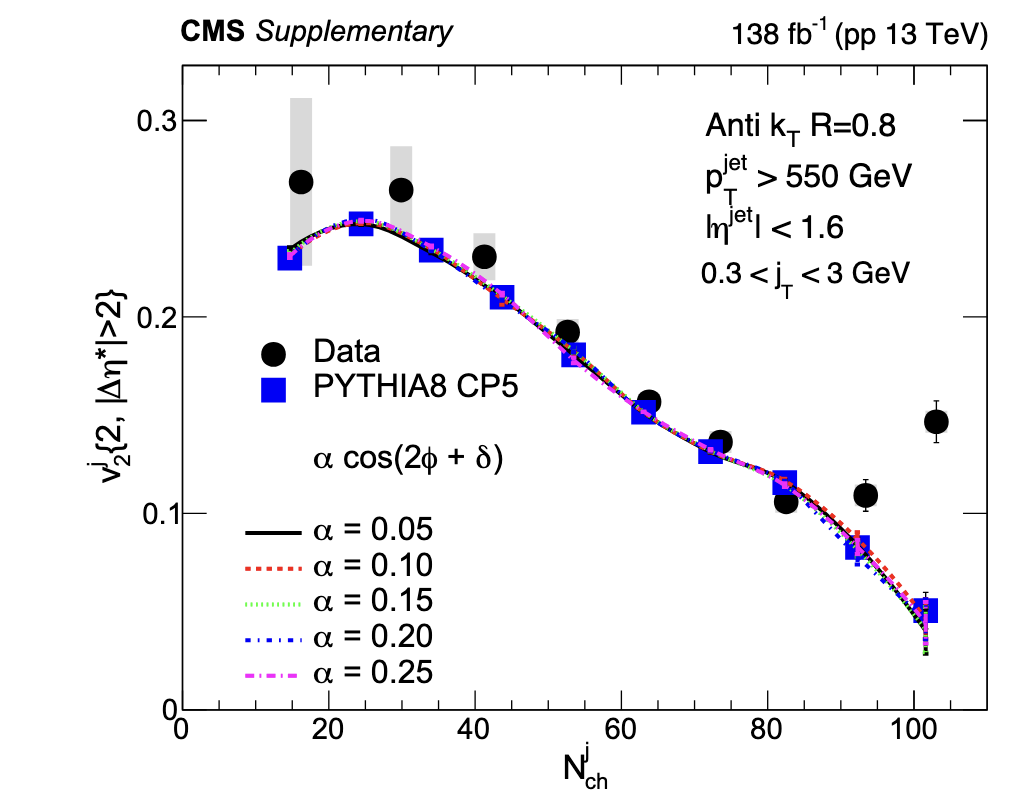 CMS Supplementary
138 fb⁻¹ (pp 13 TeV)
Anti k_T R=0.8
p_T^jet > 550 GeV
|η^jet| < 1.6
0.3 < j_T < 3 GeV
Data
PYTHIA8 CP5
α cos(2ϕ + δ)
α = 0.05
α = 0.10
α = 0.15
α = 0.20
α = 0.25
v_2^j{2, |Δη*|>2}
0.3
0.2
0.1
0
0 20 40 60 80 100
N_ch^j